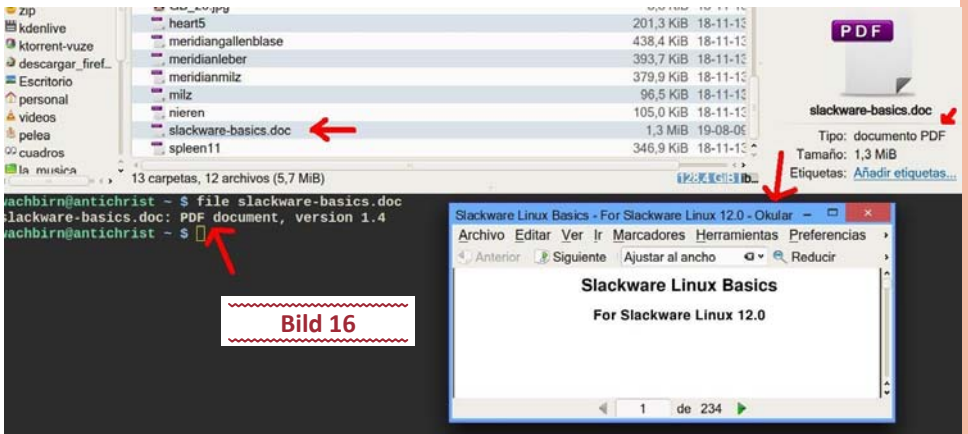 zip
kdenlive
ktorrent-vuze
descargar_firef...
Escritorio
personal
videos
pelea
cuadros
la_musica
heart5 201,3 KiB 18-11-13
meridiangallenblase 438,4 KiB 18-11-13
meridianleber 393,7 KiB 18-11-13
meridianmilz 379,9 KiB 18-11-13
milz 96,5 KiB 18-11-13
nieren 105,0 KiB 18-11-13
slackware-basics.doc 1,3 MiB 19-08-09
spleen11 346,9 KiB 18-11-13
13 carpetas, 12 archivos (5,7 MiB) 128,4 GiB lib...
PDF
slackware-basics.doc
Tipo: documento PDF
Tamaño: 1,3 MiB
Etiquetas: Añadir etiquetas...
wachbirn@antichrist ~ $ file slackware-basics.doc
slackware-basics.doc: PDF document, version 1.4
wachbirn@antichrist ~ $
Bild 16
Slackware Linux Basics - For Slackware Linux 12.0 - Okular
Archivo Editar Ver Ir Marcadores Herramientas Preferencias
Anterior Siguiente Ajustar al ancho Reducir
Slackware Linux Basics
For Slackware Linux 12.0
1 de 234